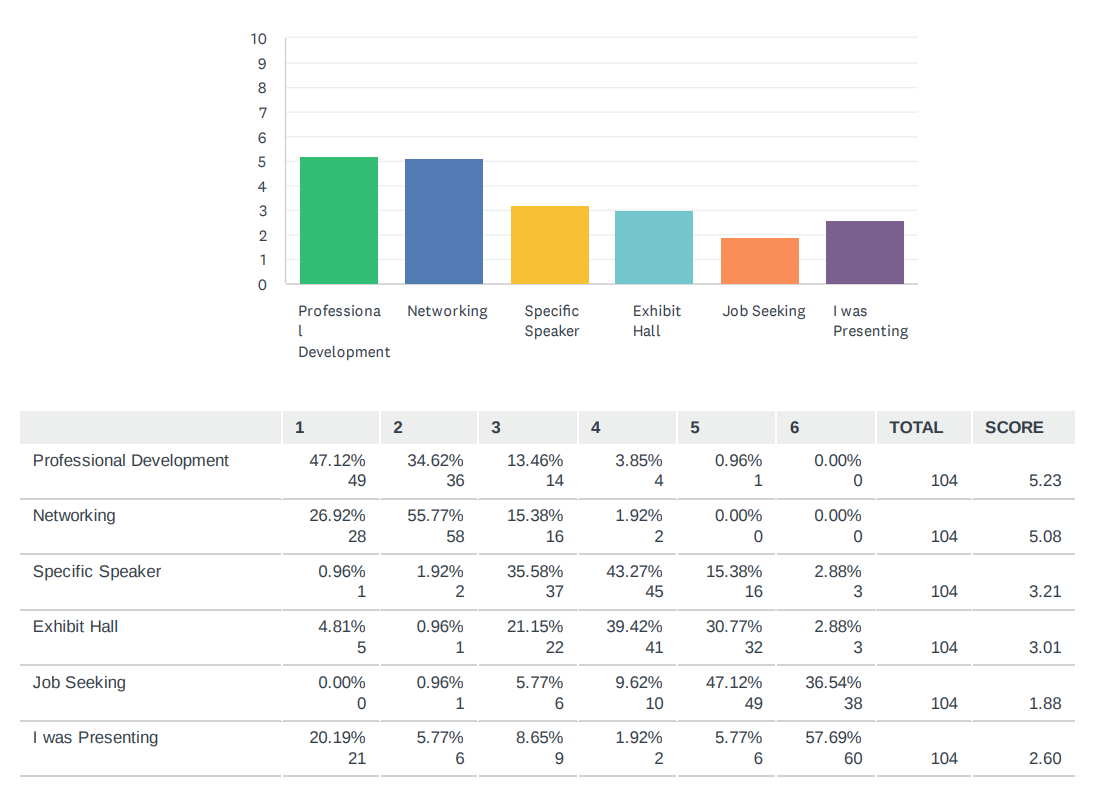 10
9
8
7
6
5
4
3
2
1
0
Professiona Networking Specific Exhibit Job Seeking I was
l Speaker Hall Presenting
Development
1 2 3 4 5 6 TOTAL SCORE
Professional Development 47.12% 34.62% 13.46% 3.85% 0.96% 0.00%
49 36 14 4 1 0 104 5.23
Networking 26.92% 55.77% 15.38% 1.92% 0.00% 0.00%
28 58 16 2 0 0 104 5.08
Specific Speaker 0.96% 1.92% 35.58% 43.27% 15.38% 2.88%
1 2 37 45 16 3 104 3.21
Exhibit Hall 4.81% 0.96% 21.15% 39.42% 30.77% 2.88%
5 1 22 41 32 3 104 3.01
Job Seeking 0.00% 0.96% 5.77% 9.62% 47.12% 36.54%
0 1 6 10 49 38 104 1.88
I was Presenting 20.19% 5.77% 8.65% 1.92% 5.77% 57.69%
21 6 9 2 6 60 104 2.60